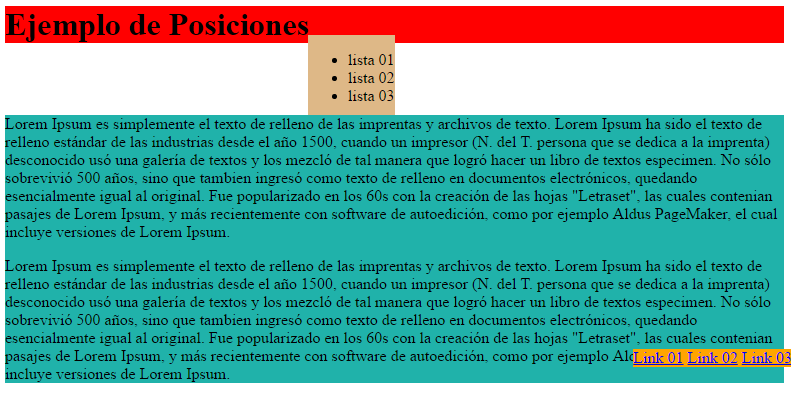 Ejemplo de Posiciones
lista 01
lista 02
lista 03
Lorem Ipsum es simplemente el texto de relleno de las imprentas y archivos de texto. Lorem Ipsum ha sido el texto de
relleno estándar de las industrias desde el año 1500, cuando un impresor (N. del T. persona que se dedica a la imprenta)
desconocido usó una galería de textos y los mezcló de tal manera que logró hacer un libro de textos especimen. No sólo
sobrevivió 500 años, sino que tambien ingresó como texto de relleno en documentos electrónicos, quedando
esencialmente igual al original. Fue popularizado en los 60s con la creación de las hojas "Letraset", las cuales contenian
pasajes de Lorem Ipsum, y más recientemente con software de autoedición, como por ejemplo Aldus PageMaker, el cual
incluye versiones de Lorem Ipsum.
Lorem Ipsum es simplemente el texto de relleno de las imprentas y archivos de texto. Lorem Ipsum ha sido el texto de
relleno estándar de las industrias desde el año 1500, cuando un impresor (N. del T. persona que se dedica a la imprenta)
desconocido usó una galería de textos y los mezcló de tal manera que logró hacer un libro de textos especimen. No sólo
sobrevivió 500 años, sino que tambien ingresó como texto de relleno en documentos electrónicos, quedando
esencialmente igual al original. Fue popularizado en los 60s con la creación de las hojas "Letraset", las cuales contenian
pasajes de Lorem Ipsum, y más recientemente con software de autoedición, como por ejemplo Link 01 Link 02 Link 03
incluye versiones de Lorem Ipsum.